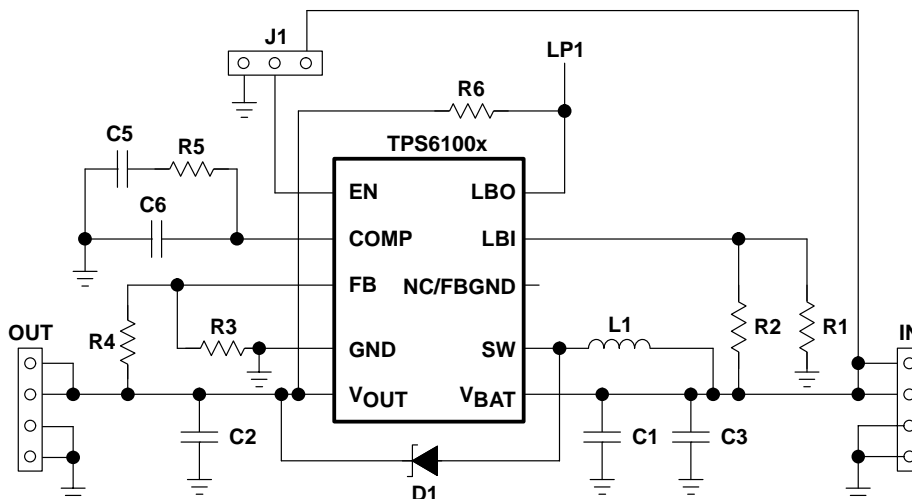 J1
LP1
R6
TPS6100x
C5
R5
EN
LBO
C6
COMP
LBI
FB
NC/FBGND
OUT
R4
R3
L1
R2
R1
IN
GND
SW
VOUT
VBAT
C2
C1
C3
D1